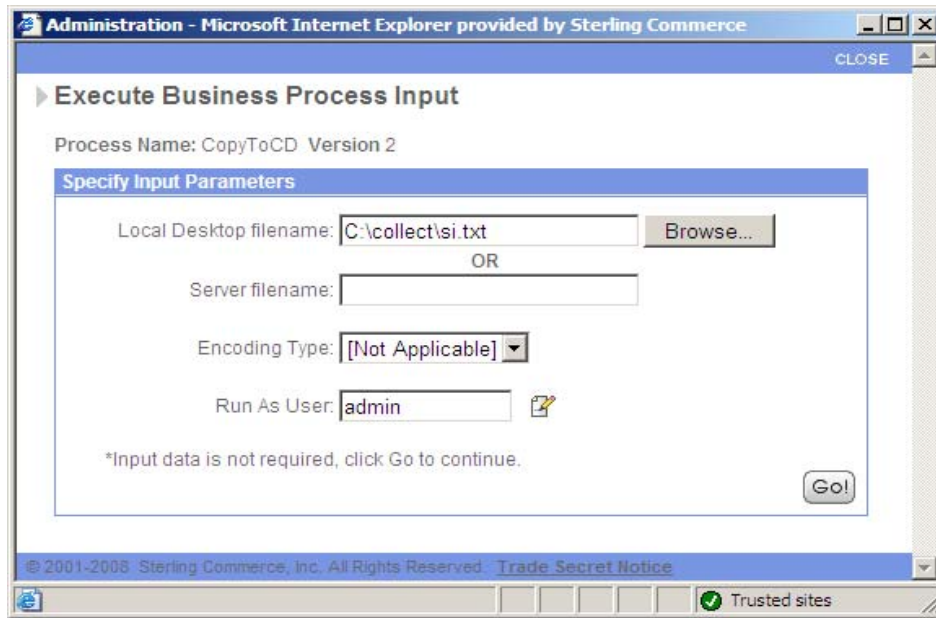 Administration - Microsoft Internet Explorer provided by Sterling Commerce
CLOSE
Execute Business Process Input
Process Name: CopyToCD Version 2
Specify Input Parameters
Local Desktop filename: C:\collect\si.txt Browse...
OR
Server filename:
Encoding Type: [Not Applicable]
Run As User: admin
*Input data is not required, click Go to continue.
Go!
© 2001-2008 Sterling Commerce, Inc. All Rights Reserved. Trade Secret Notice
Trusted sites